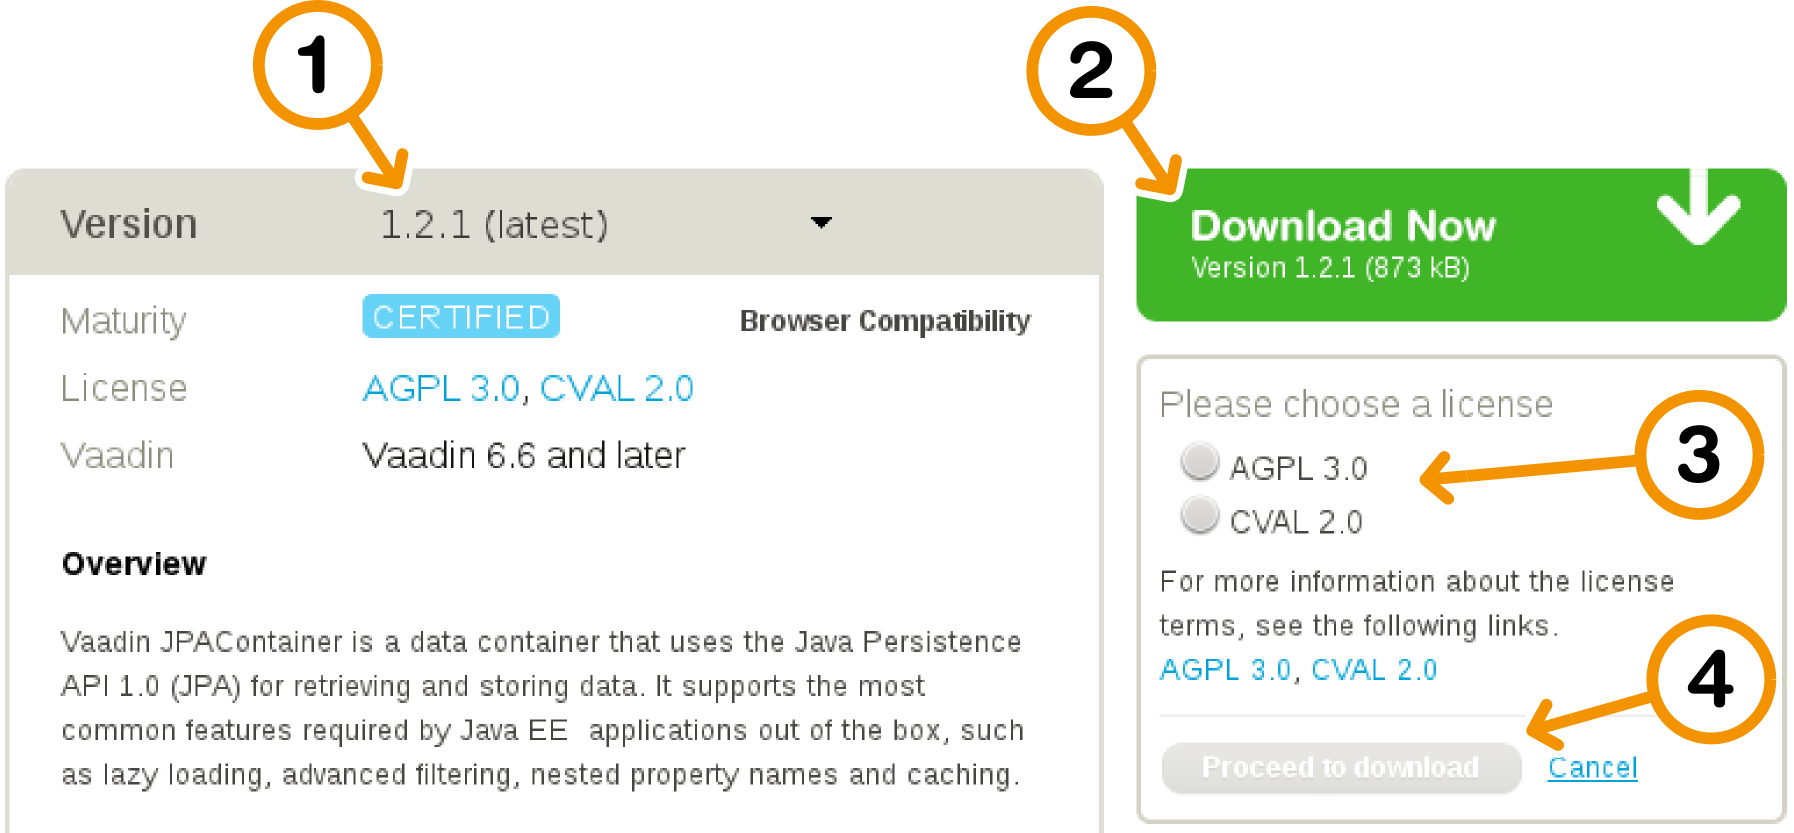 1
2
Version 1.2.1 (latest)
Maturity CERTIFIED Browser Compatibility
License AGPL 3.0, CVAL 2.0
Vaadin Vaadin 6.6 and later
Overview
Vaadin JPAContainer is a data container that uses the Java Persistence
API 1.0 (JPA) for retrieving and storing data. It supports the most
common features required by Java EE applications out of the box, such
as lazy loading, advanced filtering, nested property names and caching.
Download Now
Version 1.2.1 (873 kB)
Please choose a license
3
AGPL 3.0
CVAL 2.0
For more information about the license
terms, see the following links.
AGPL 3.0, CVAL 2.0
4
Proceed to download Cancel